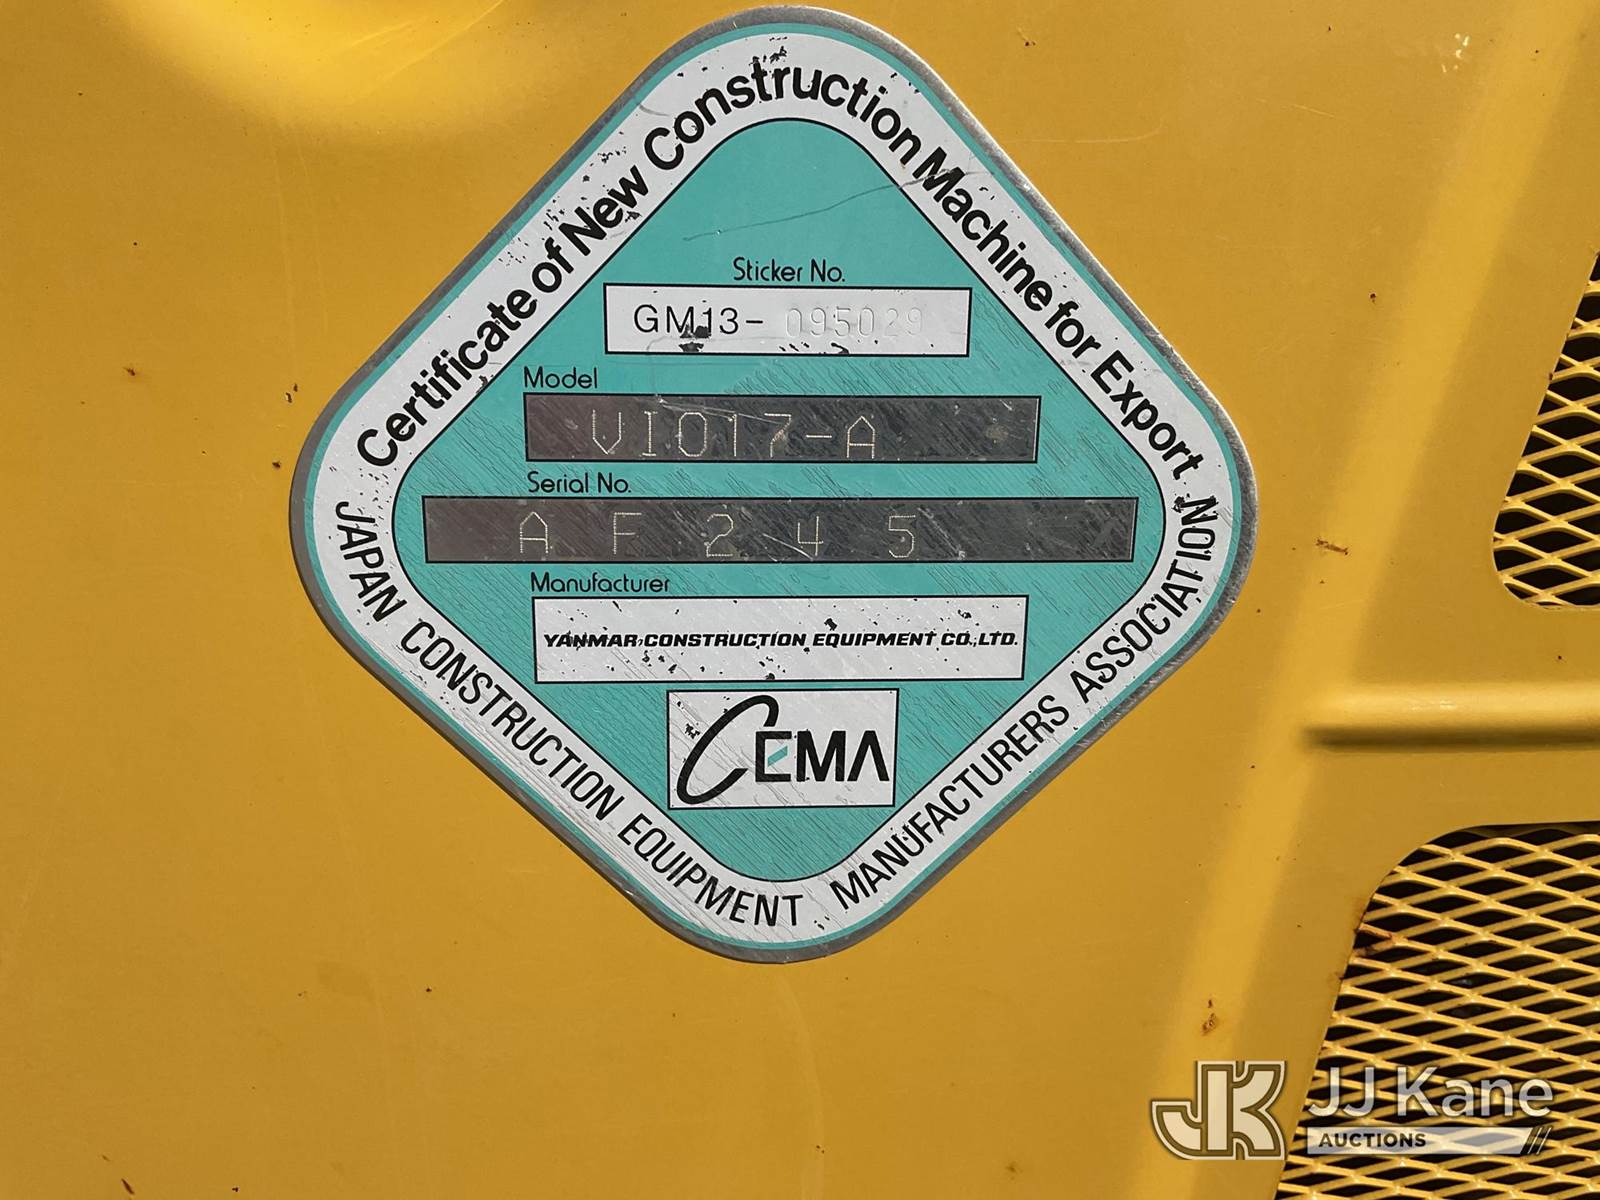 Certificate of New Construction Machine for Export
Sticker No.
GM13- 095029
Model
VIO17-A
Serial No.
AF245
Manufacturer
YANMAR CONSTRUCTION EQUIPMENT CO.,LTD.
CEMA
JAPAN CONSTRUCTION EQUIPMENT MANUFACTURERS ASSOCIATION
JK JJ Kane
AUCTIONS